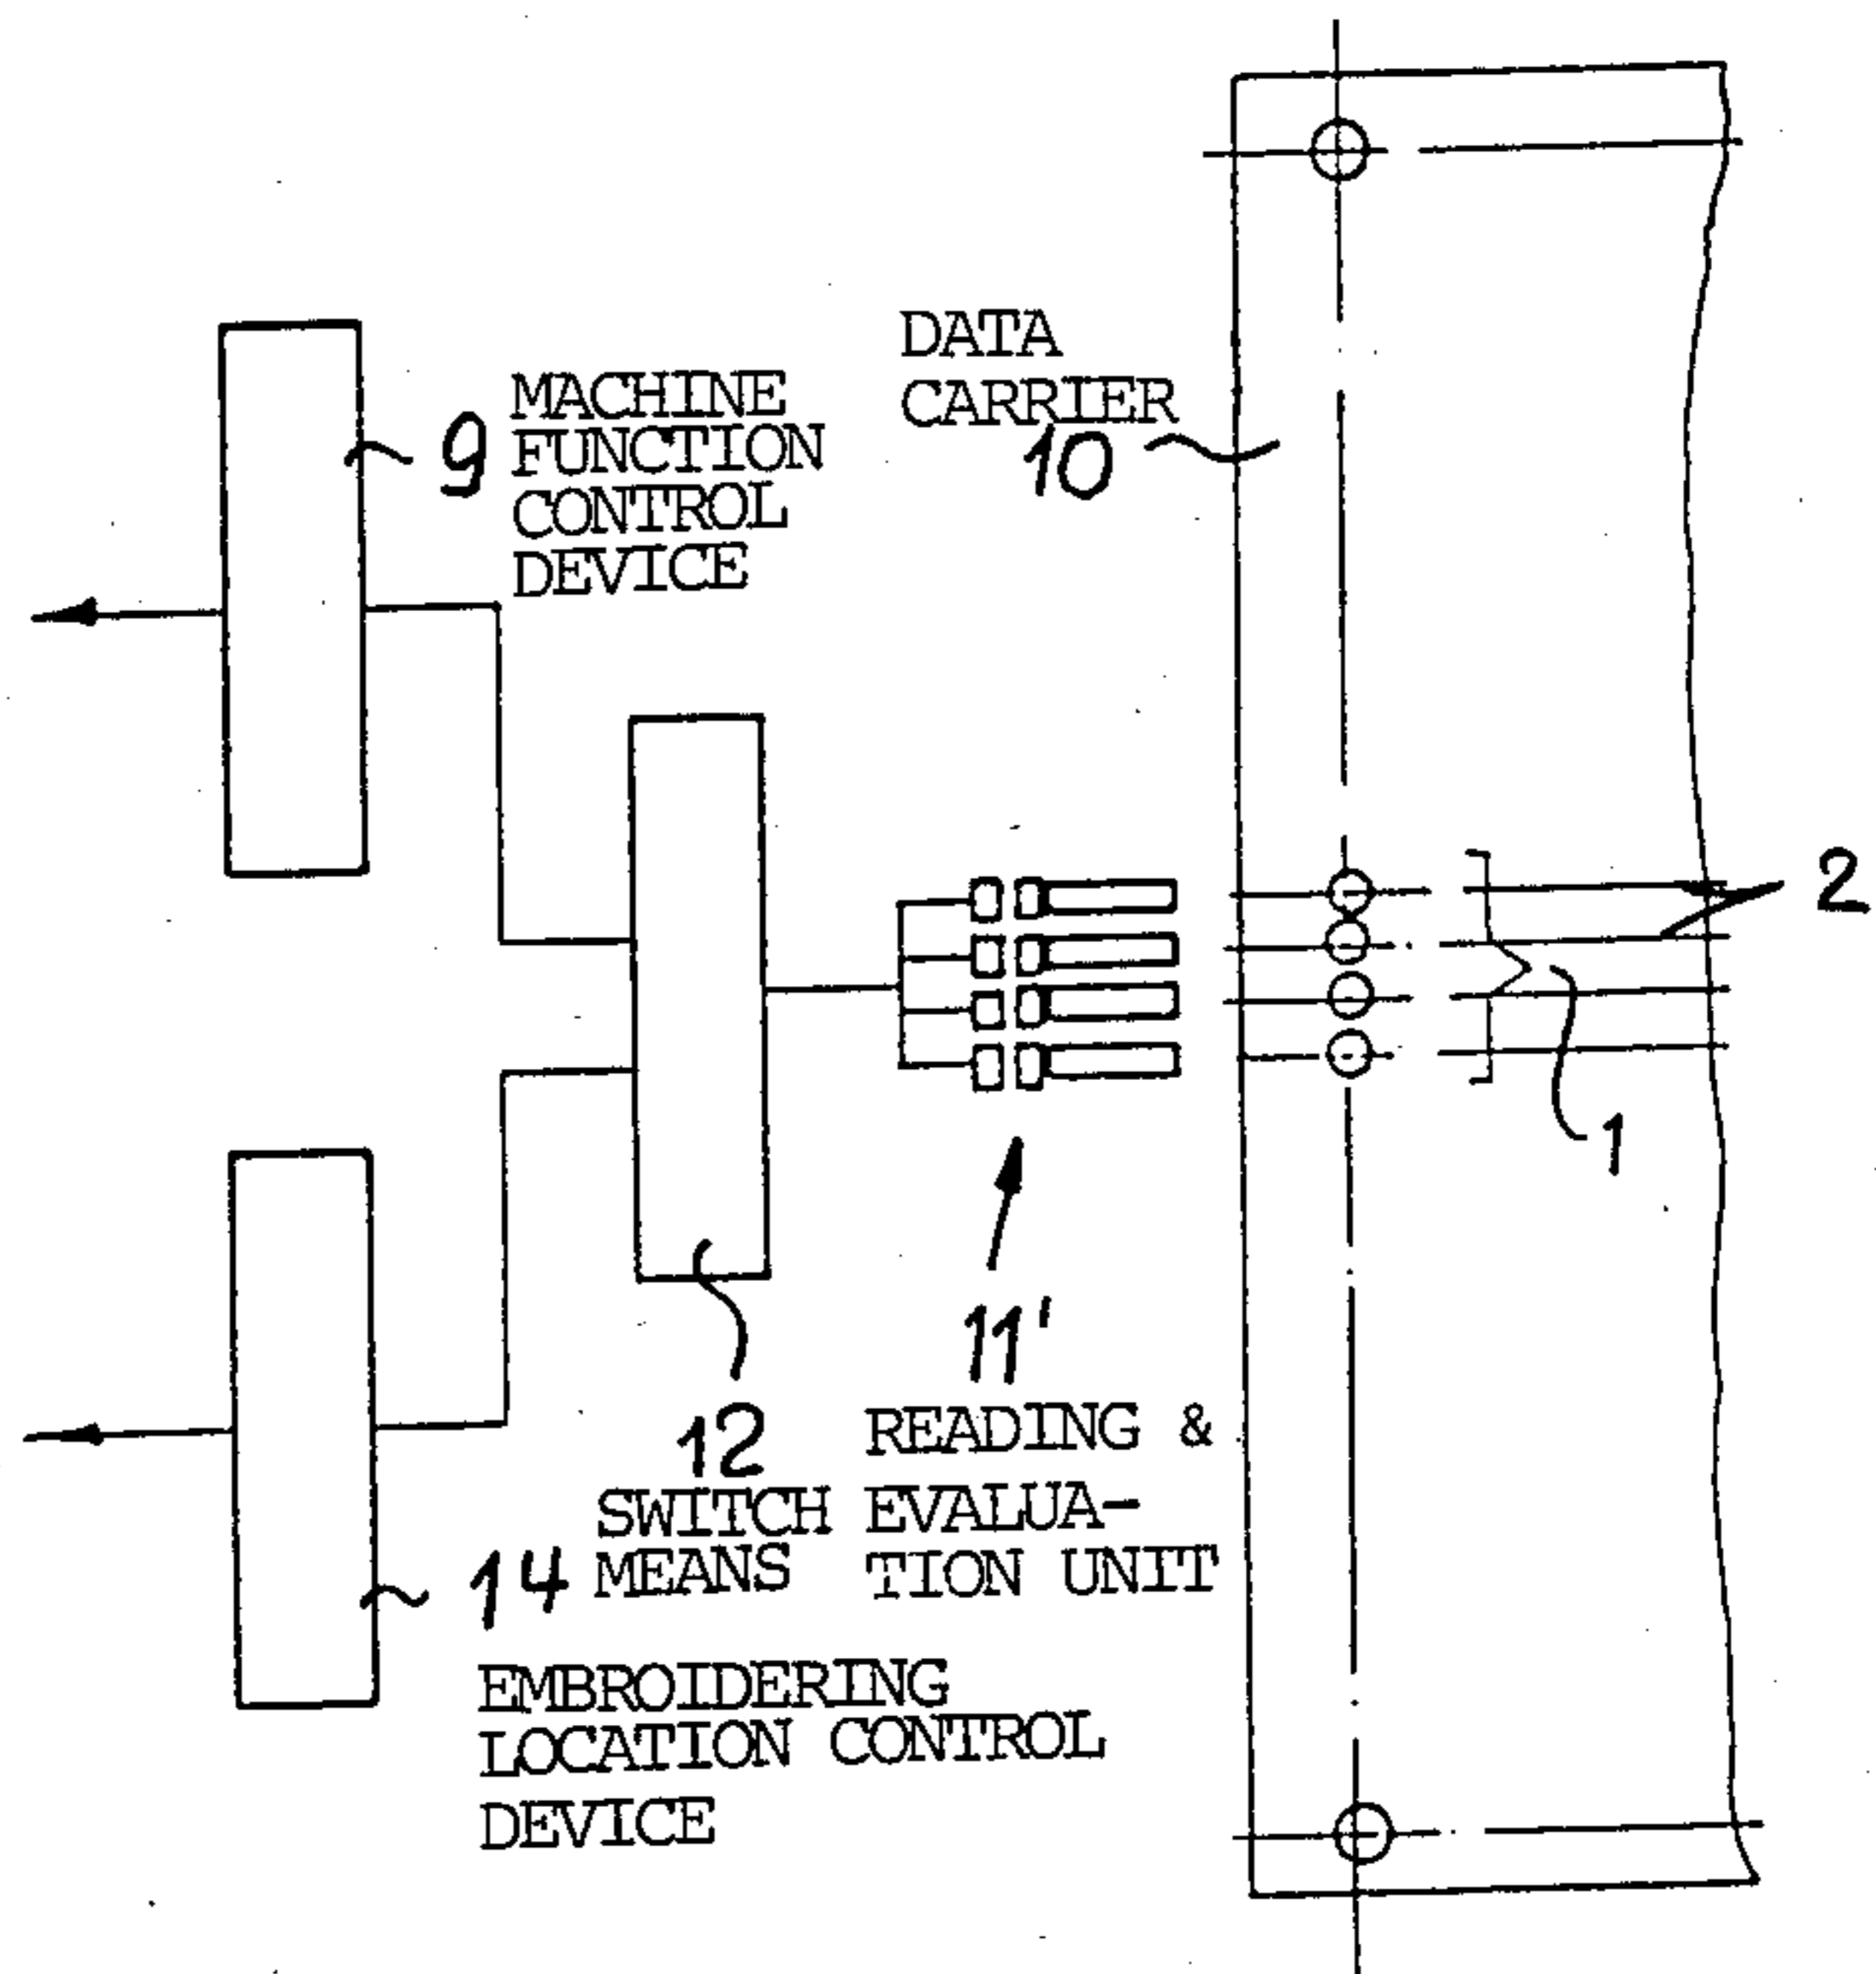 DATA
CARRIER
10
9
MACHINE
FUNCTION
CONTROL
DEVICE
2
1
11'
READING &
EVALUA-
TION UNIT
12
SWITCH
MEANS
14
EMBROIDERING
LOCATION CONTROL
DEVICE